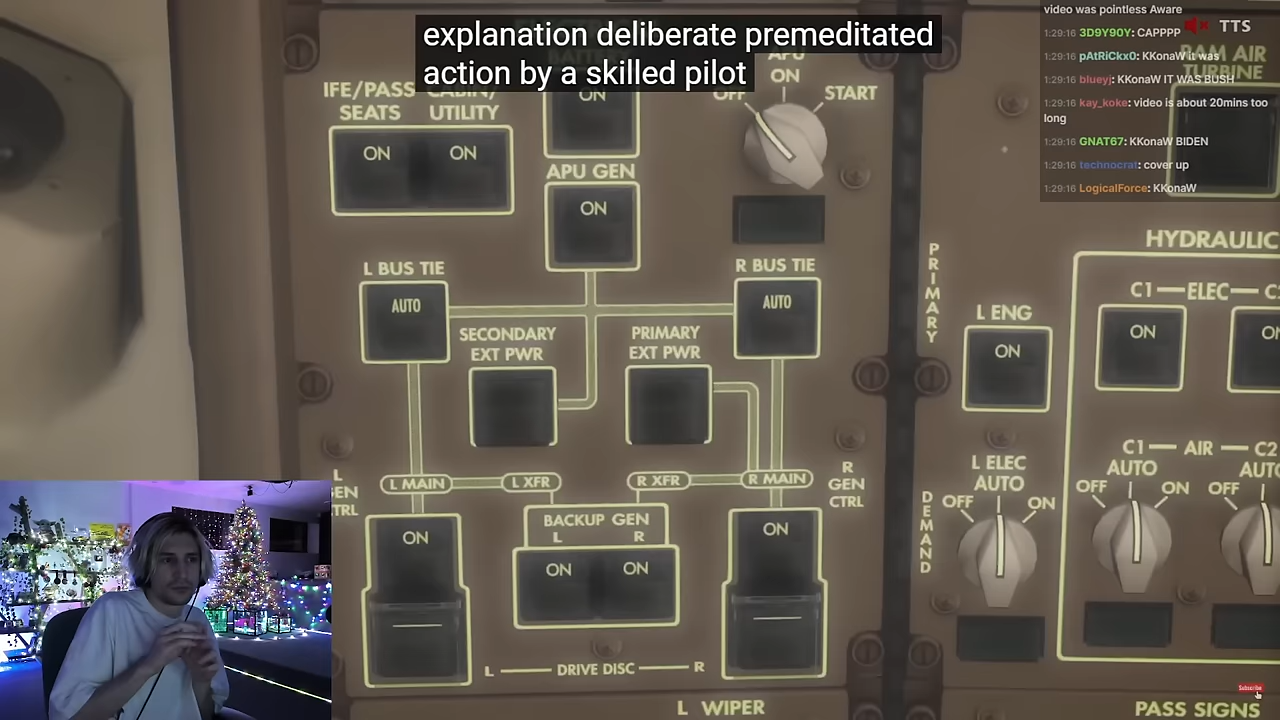 explanation deliberate premeditated
action by a skilled pilot
video was pointless Aware
TTS
1:29:16 3D9Y90Y: CAPPPP
1:29:16 pAtRiCkx0: KKonaW it was
1:29:16 blueyj: KKonaW IT WAS BUSH
1:29:16 kay_koke: video is about 20mins too
long
1:29:16 GNAT67: KKonaW BIDEN
1:29:16 technocrat: cover up
1:29:16 LogicalForce: KKonaW
RAM AIR
TURBINE
IFE/PASS
SEATS
CABIN/
UTILITY
ON
ON
ON
APU GEN
ON
APU
ON
OFF
START
L BUS TIE
AUTO
R BUS TIE
AUTO
SECONDARY
EXT PWR
PRIMARY
EXT PWR
L MAIN
L XFR
R XFR
R MAIN
L
GEN
CTRL
R
GEN
CTRL
ON
BACKUP GEN
L R
ON ON
ON
L DRIVE DISC R
L WIPER
PRIMARY
L ENG
ON
HYDRAULIC
C1 ELEC
ON
DEMAND
L ELEC
AUTO
OFF ON
C1 AIR C2
AUTO
OFF ON
OFF
PASS SIGNS
Subscribe